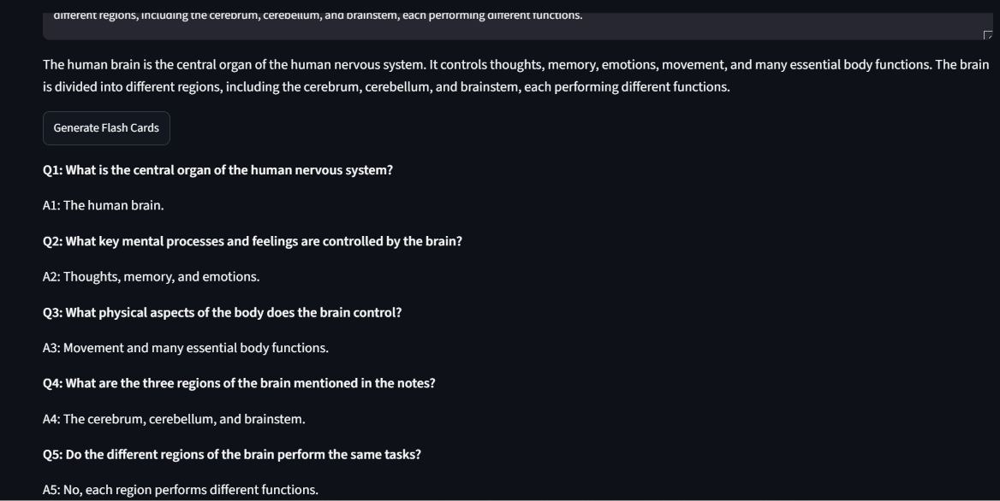 different regions, including the cerebrum, cerebellum, and brainstem, each performing different functions.
The human brain is the central organ of the human nervous system. It controls thoughts, memory, emotions, movement, and many essential body functions. The brain
is divided into different regions, including the cerebrum, cerebellum, and brainstem, each performing different functions.
Generate Flash Cards
Q1: What is the central organ of the human nervous system?
A1: The human brain.
Q2: What key mental processes and feelings are controlled by the brain?
A2: Thoughts, memory, and emotions.
Q3: What physical aspects of the body does the brain control?
A3: Movement and many essential body functions.
Q4: What are the three regions of the brain mentioned in the notes?
A4: The cerebrum, cerebellum, and brainstem.
Q5: Do the different regions of the brain perform the same tasks?
A5: No, each region performs different functions.